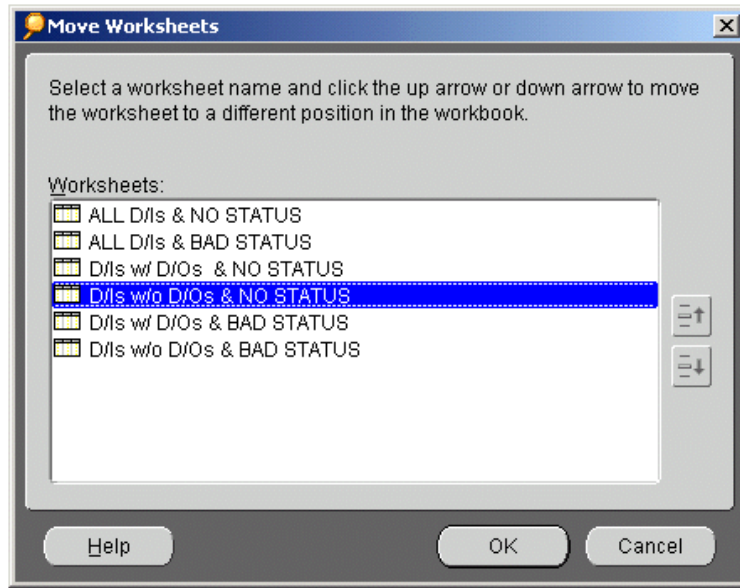 Move Worksheets
Select a worksheet name and click the up arrow or down arrow to move
the worksheet to a different position in the workbook.
Worksheets:
ALL D/Is & NO STATUS
ALL D/Is & BAD STATUS
D/Is w/ D/Os  & NO STATUS
D/Is w/o D/Os & NO STATUS
D/Is w/ D/Os & BAD STATUS
D/Is w/o D/Os & BAD STATUS
Help OK Cancel